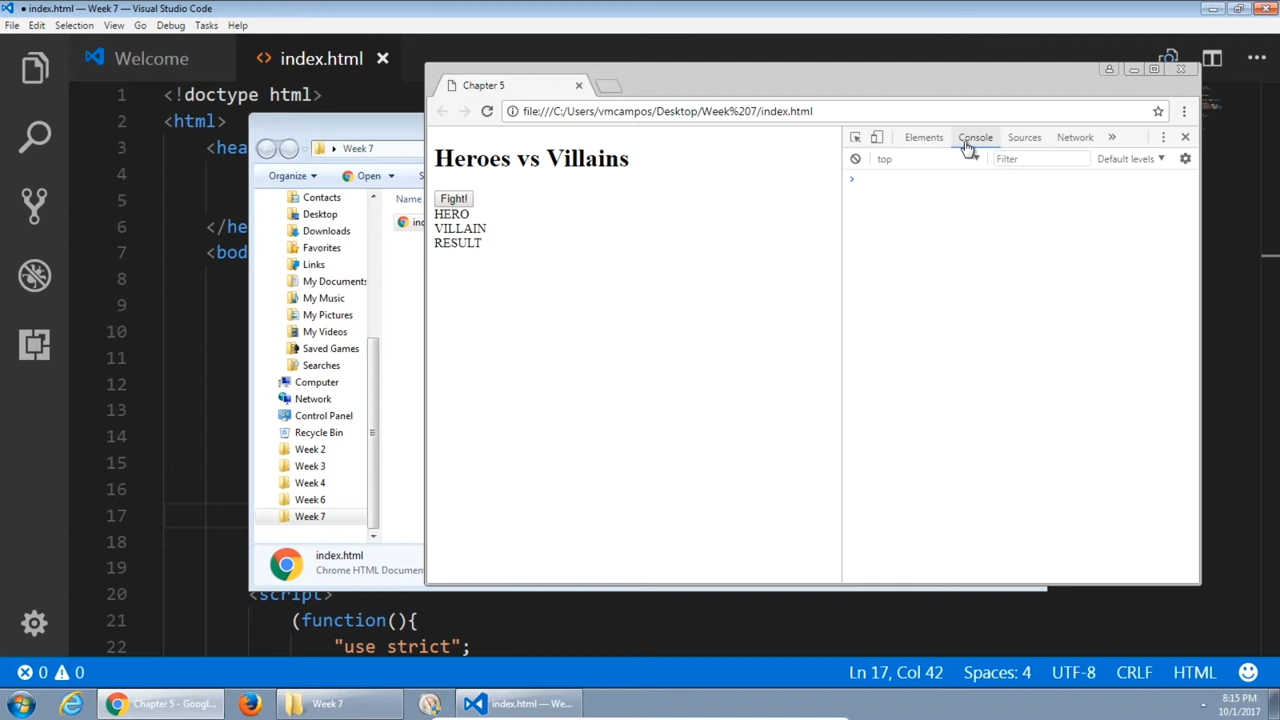 ● index.html — Week 7 — Visual Studio Code
File Edit Selection View Go Debug Tasks Help
Welcome
<> index.html
1 <!doctype html>
2 <html>
3 <hea
4
5
6 </he
7 <bod
8
9
10
11
12
13
14
15
16
17
18
19
20 <script>
21 (function(){
22 "use strict";
Week 7
Organize Open
Name
Contacts
Desktop
Downloads
Favorites
Links
My Documents
My Music
My Pictures
My Videos
Saved Games
Searches
Computer
Network
Control Panel
Recycle Bin
Week 2
Week 3
Week 4
Week 6
Week 7
index.html
Chrome HTML Documen
Chapter 5
file:///C:/Users/vmcampos/Desktop/Week%207/index.html
Heroes vs Villains
Fight!
HERO
VILLAIN
RESULT
Elements Console Sources Network »
top Filter Default levels
0 0 Ln 17, Col 42 Spaces: 4 UTF-8 CRLF HTML
Chapter 5 - Googl...
Week 7
index.html — We...
8:15 PM
10/1/2017